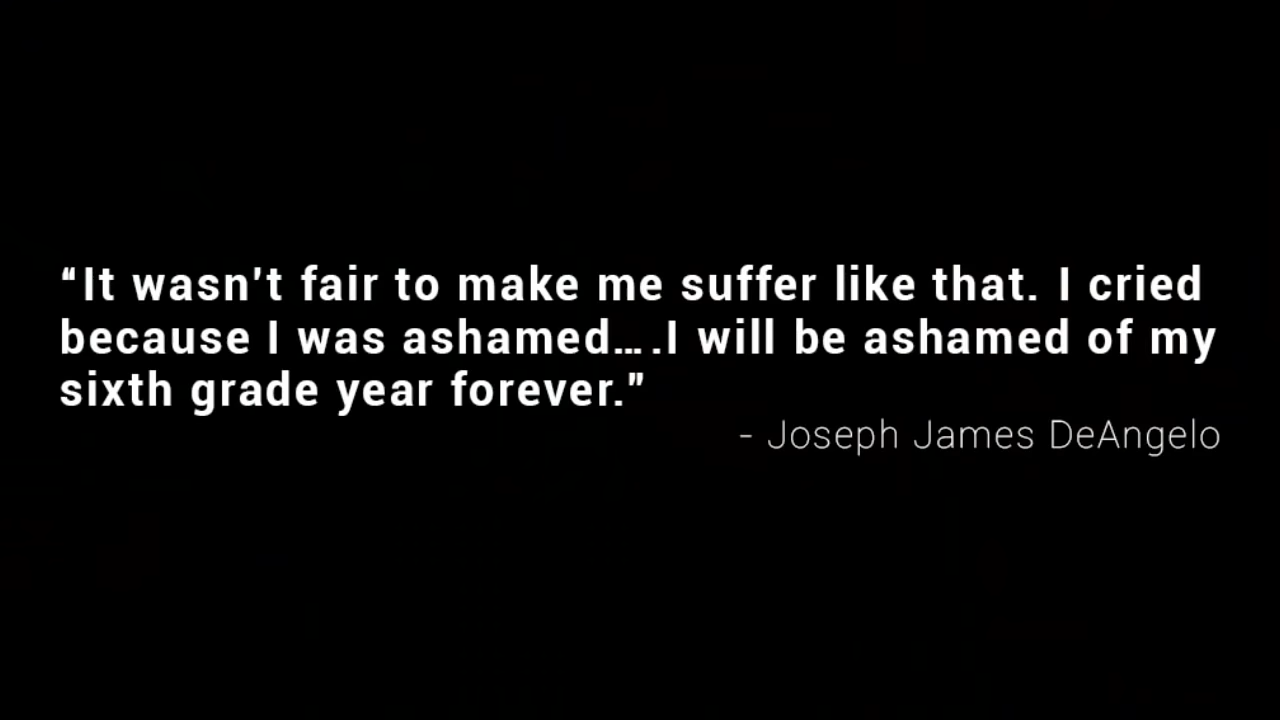 “It wasn't fair to make me suffer like that. I cried
because I was ashamed... .I will be ashamed of my
sixth grade year forever.”
- Joseph James DeAngelo